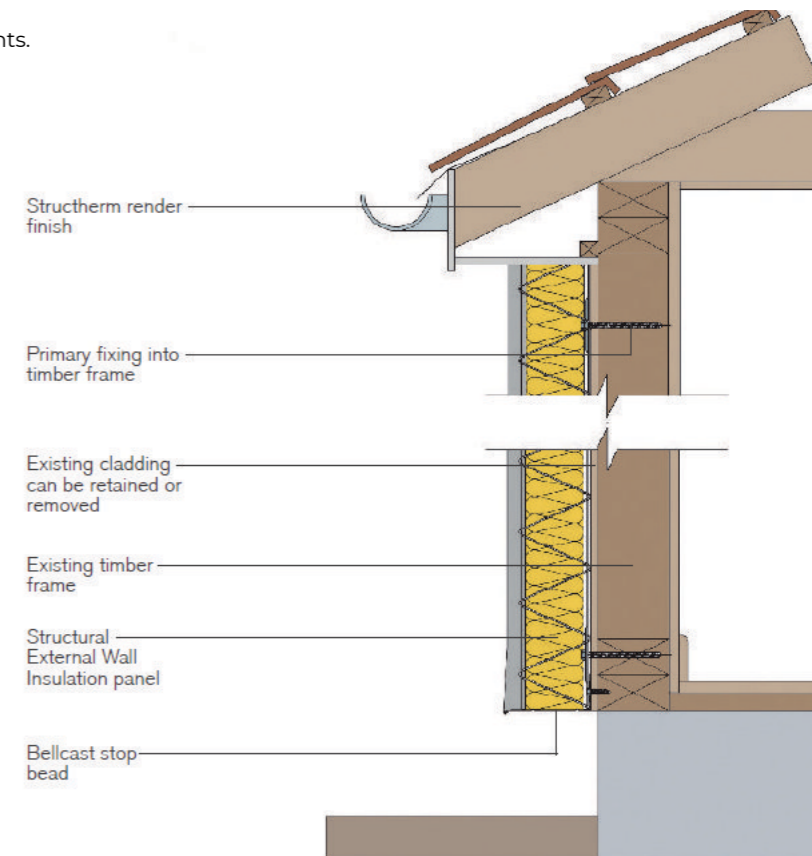 nts.
Structherm render
finish
Primary fixing into
timber frame
Existing cladding
can be retained or
removed
Existing timber
frame
Structural
External Wall
Insulation panel
Bellcast stop
bead